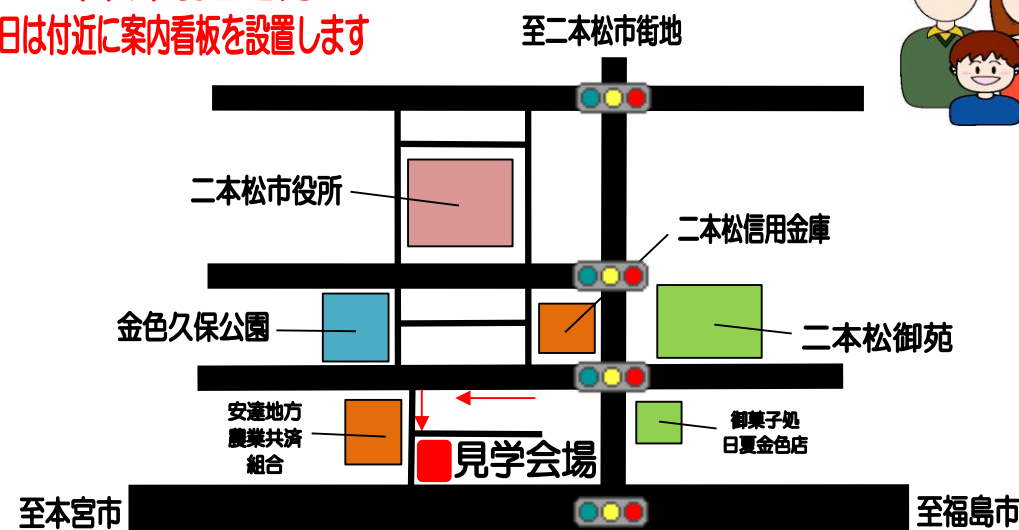 日は付近に案内看板を設置します
至二本松市街地
二本松市役所
二本松信用金庫
金色久保公園
二本松御苑
安達地方
農業共済
組合
御菓子処
日夏金色店
見学会場
至本宮市
至福島市